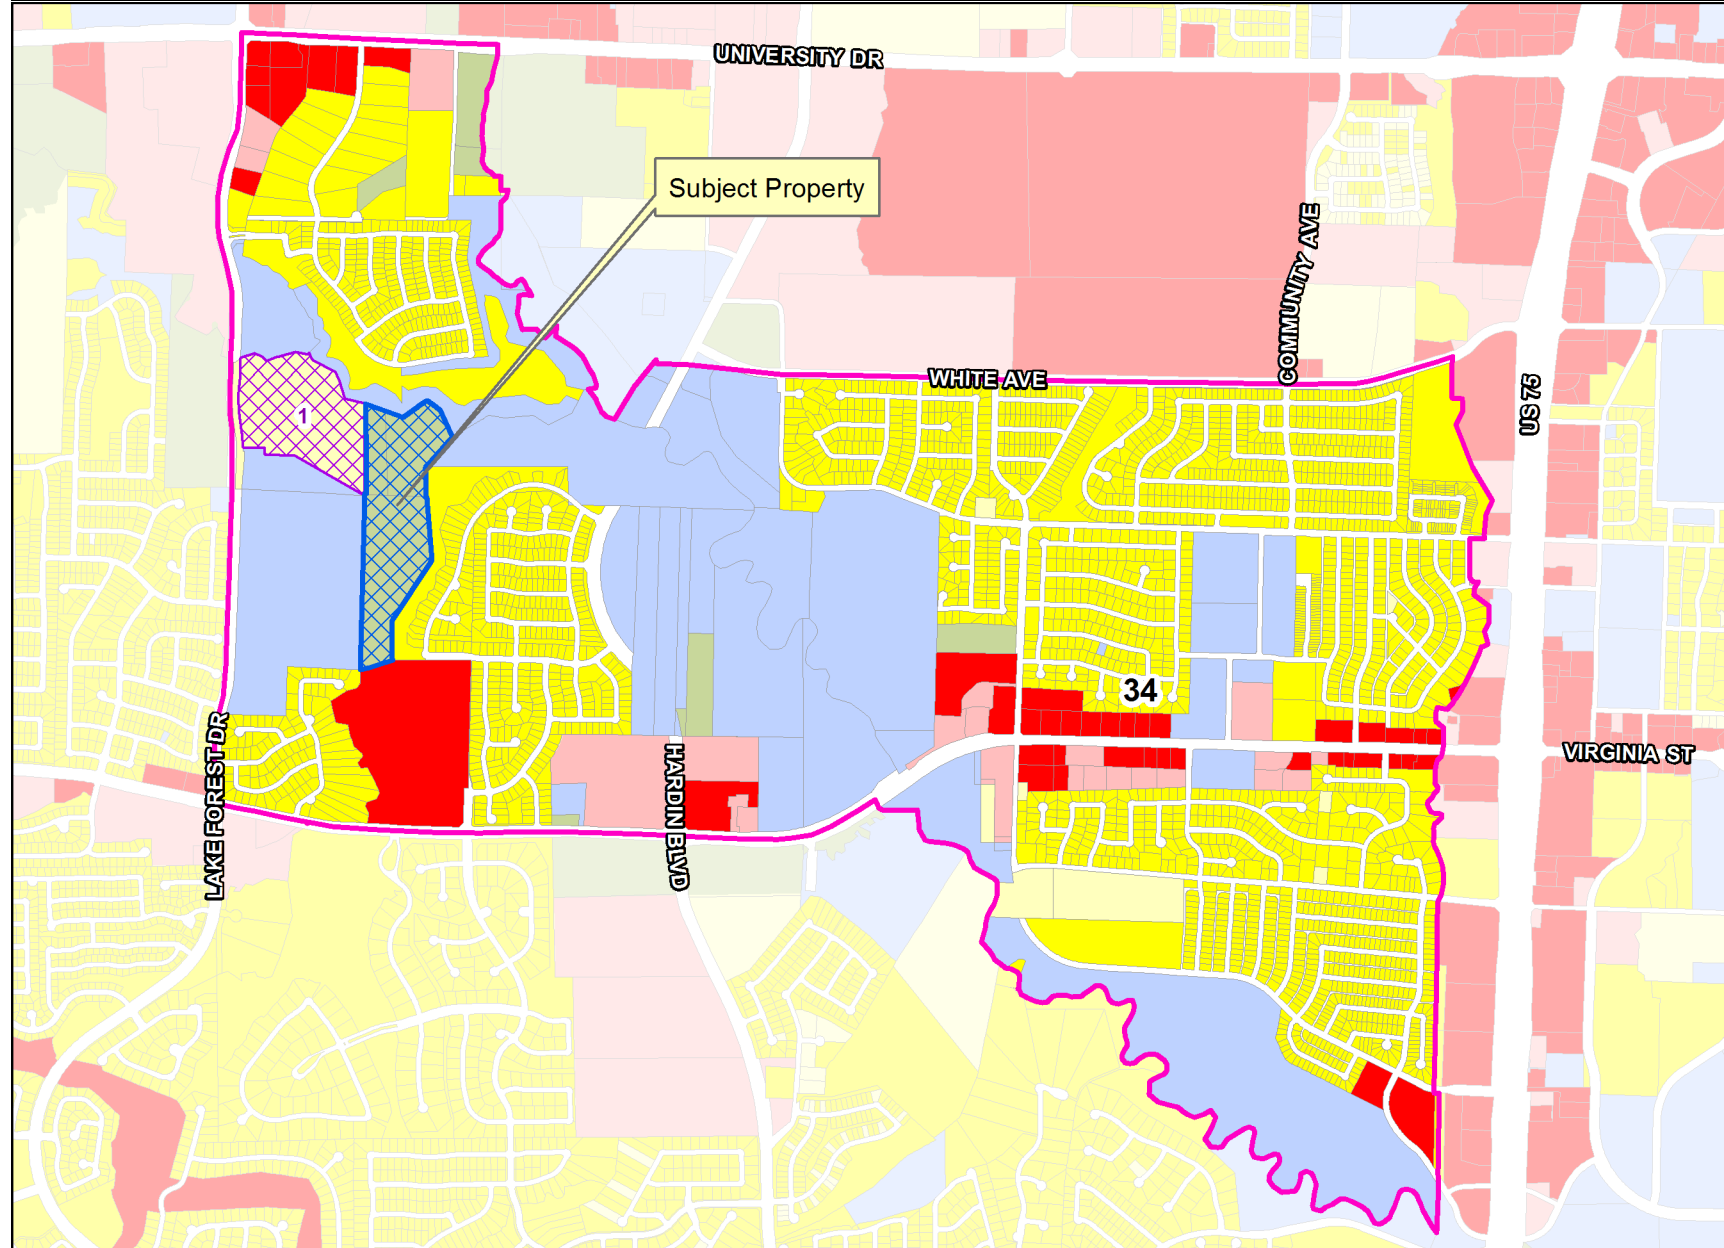 UNIVERSITY DR
Subject Property
COMMUNITY AVE
WHITE AVE
US 75
1
34
LAKE FOREST DR
HARDIN BLVD
VIRGINIA ST